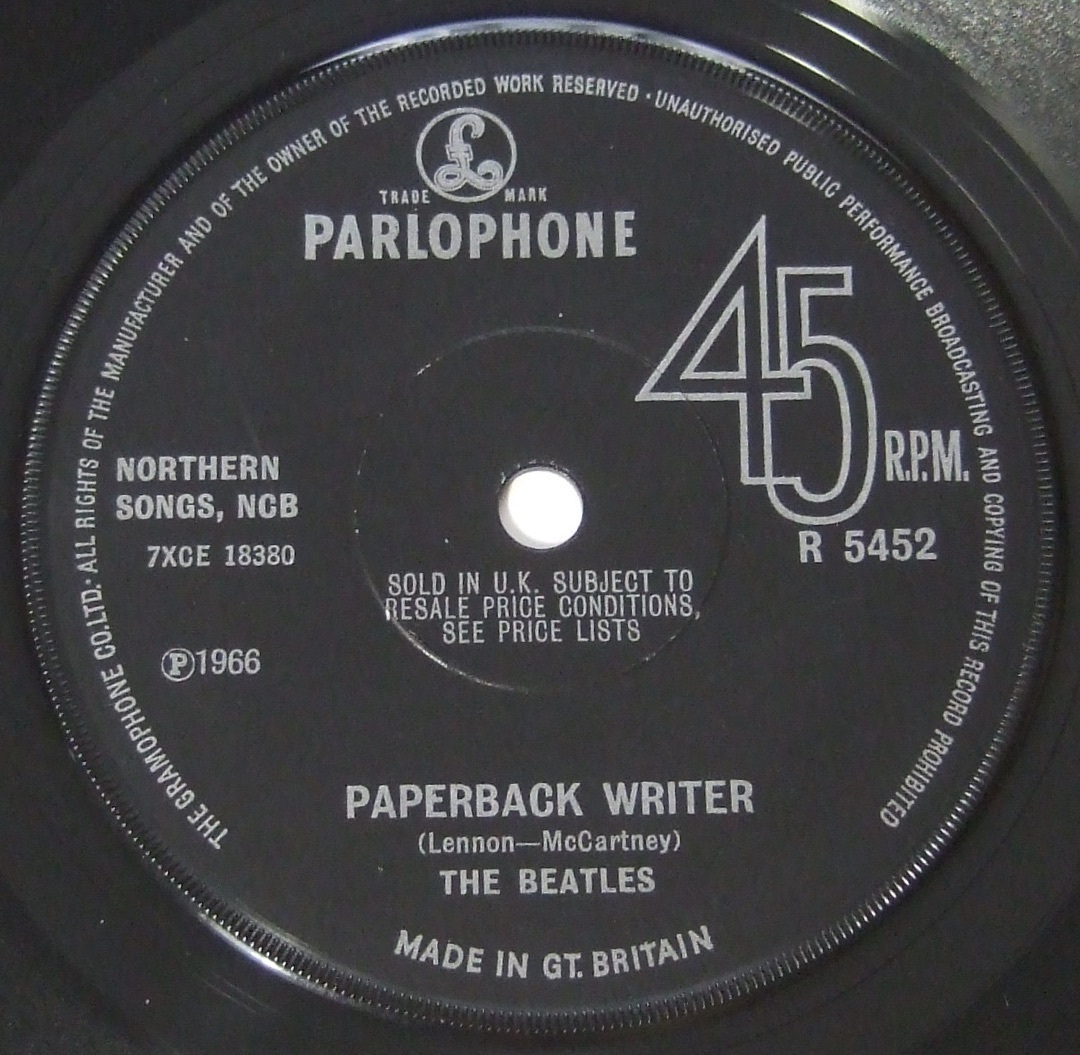 THE GRAMOPHONE CO.LTD. · ALL RIGHTS OF THE MANUFACTURER AND OF THE OWNER OF THE RECORDED WORK RESERVED · UNAUTHORISED PUBLIC PERFORMANCE BROADCASTING AND COPYING OF THIS RECORD PROHIBITED
£
TRADE MARK
PARLOPHONE
45
R.P.M.
NORTHERN
SONGS, NCB
R 5452
7XCE 18380
SOLD IN U.K. SUBJECT TO
RESALE PRICE CONDITIONS,
SEE PRICE LISTS
Ⓟ1966
PAPERBACK WRITER
(Lennon—McCartney)
THE BEATLES
MADE IN GT. BRITAIN